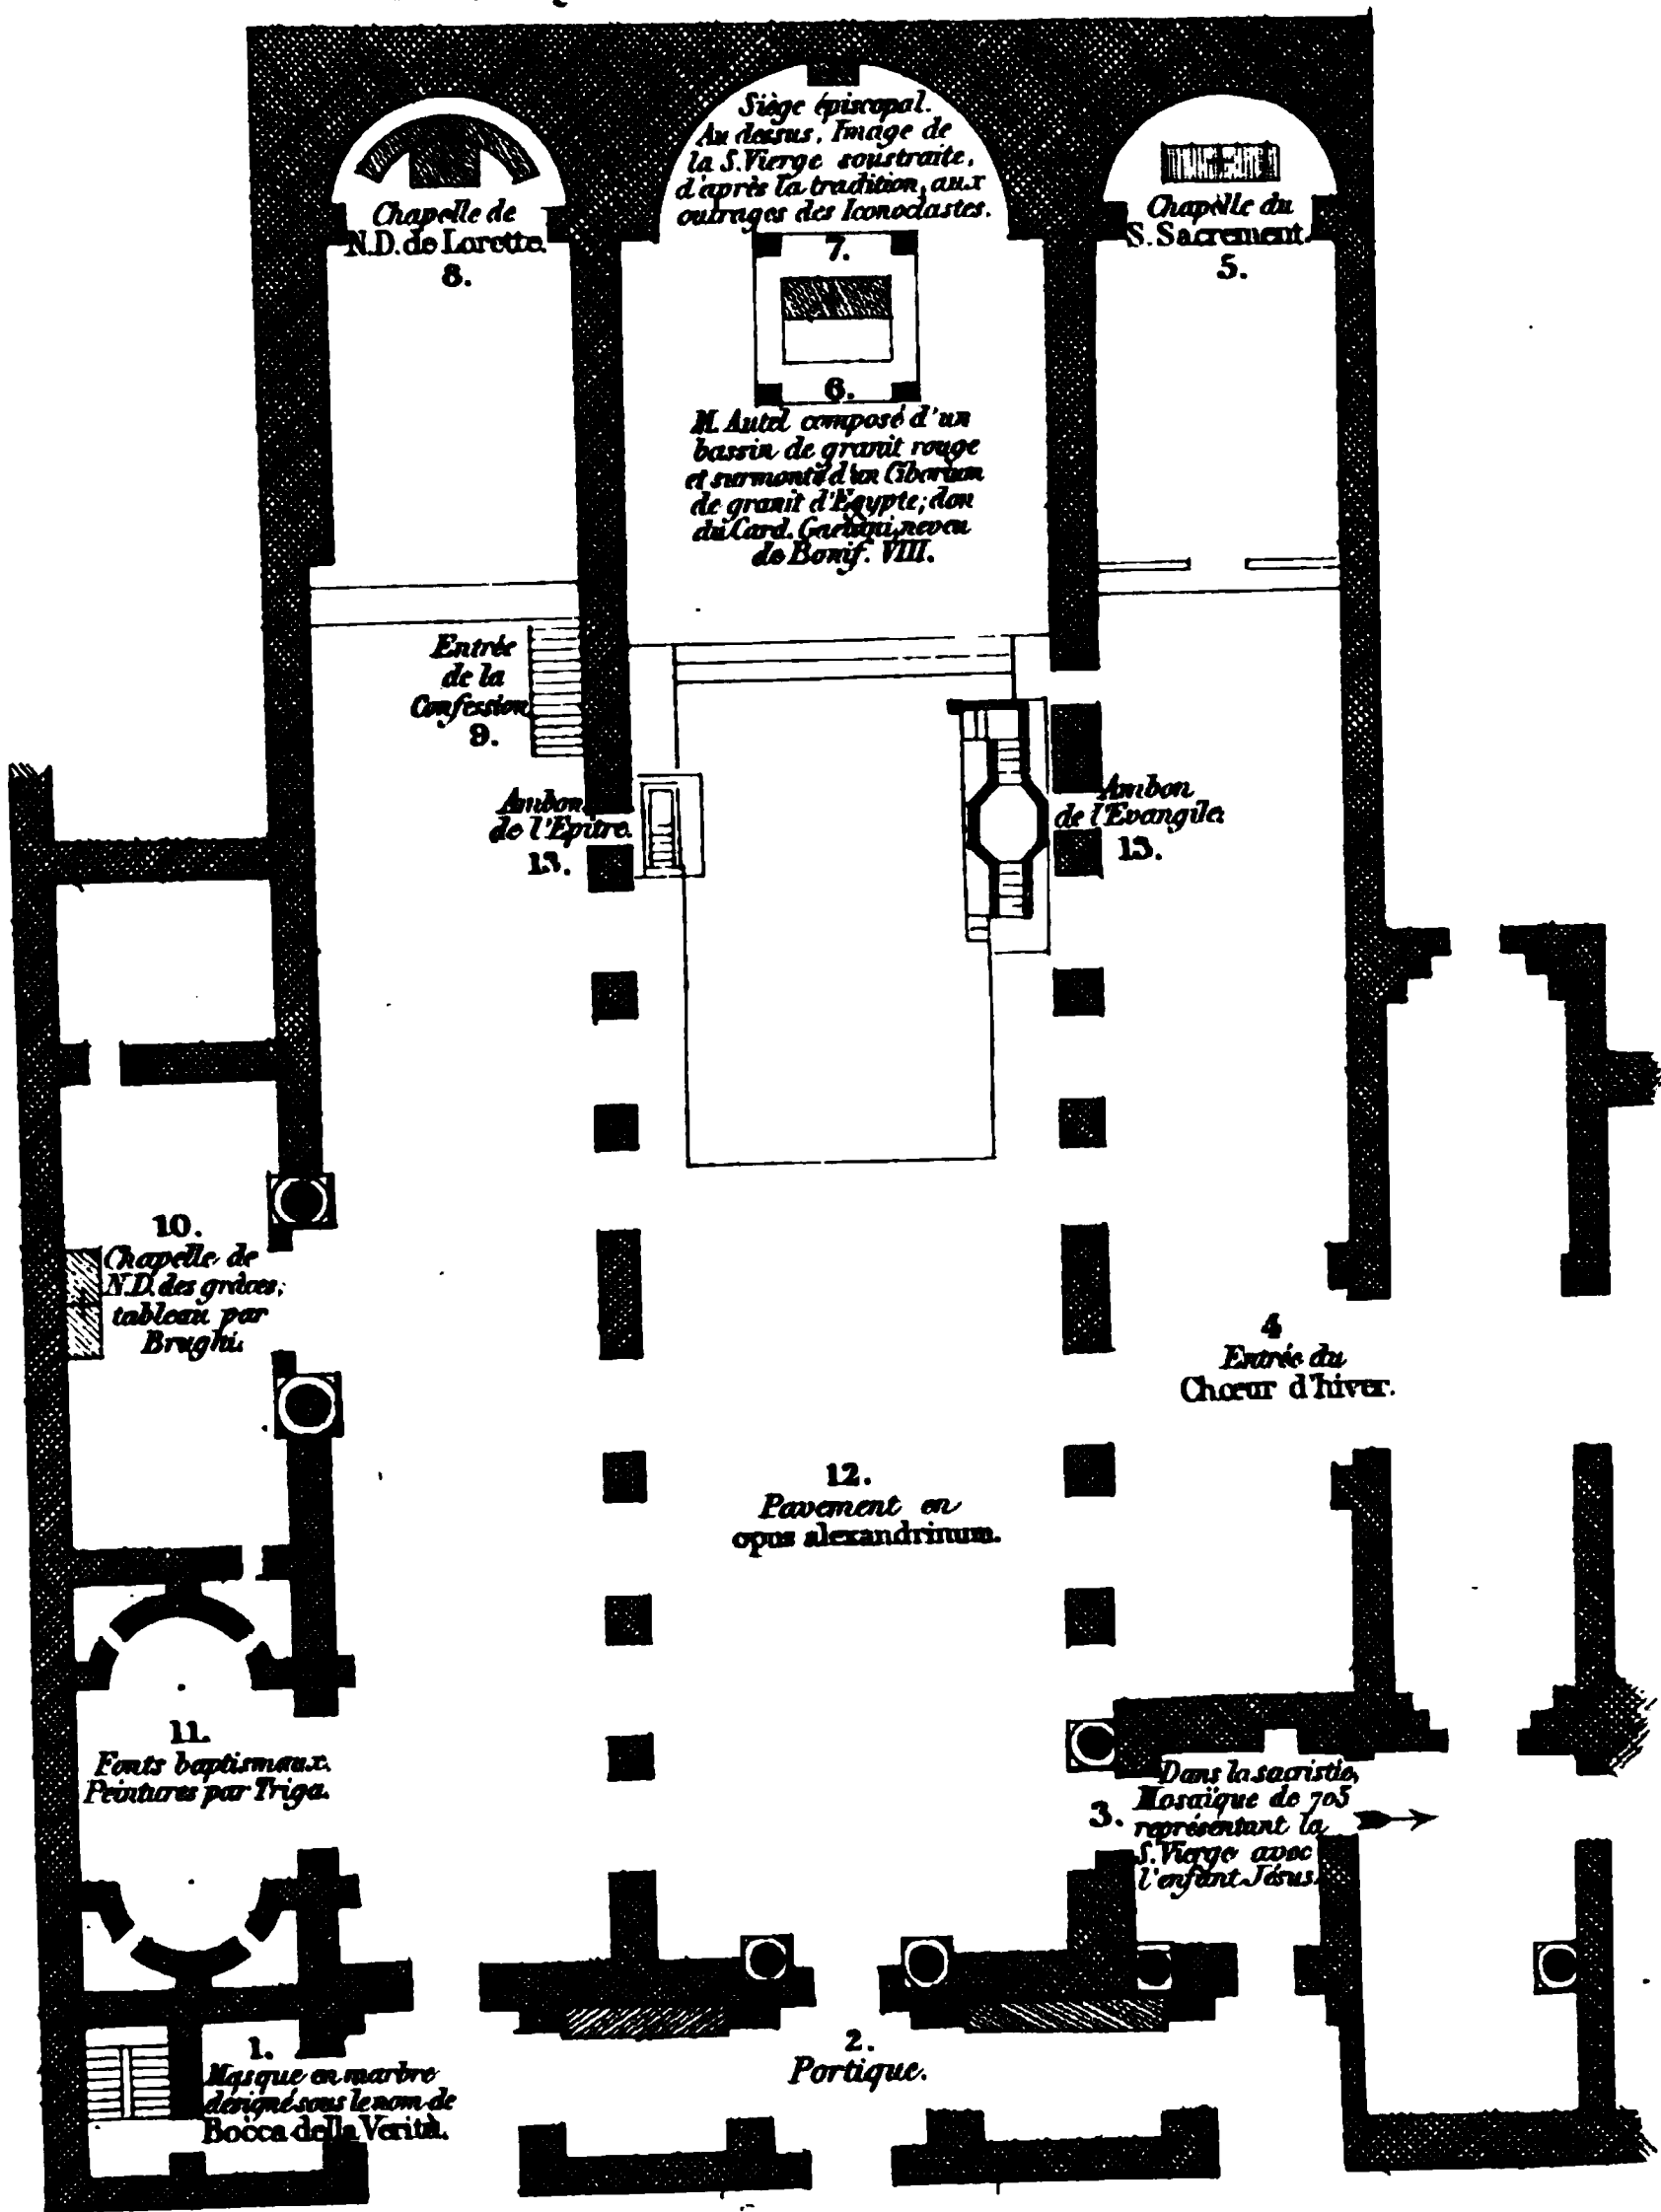 Siège épiscopal.
Au dessus, Image de
la S. Vierge soustraite,
d'après la tradition, aux
outrages des Iconoclastes.
7.
Chapelle de
N.D. de Lorette.
8.
Chapelle du
S. Sacrement.
5.
6.
M. Autel composé d'un
bassin de granit rouge
et surmonté d'un Ciborium
de granit d'Egypte; don
du Card. Gaetani, neveu
de Bonif. VIII.
Entrée
de la
Confession
9.
Ambon
de l'Epitre.
13.
Ambon
de l'Evangile.
13.
10.
Chapelle de
N.D. des grâces,
tableau par
Brughi.
4
Entrée du
Chœur d'hiver.
12.
Pavement en
opus alexandrinum.
11.
Fonts baptismaux.
Peintures par Triga.
3.
Dans la sacristie,
Mosaïque de 705
représentant la
S. Vierge avec
l'enfant Jésus.
1.
Masque en marbre
désigné sous le nom de
Bocca della Verità.
2.
Portique.